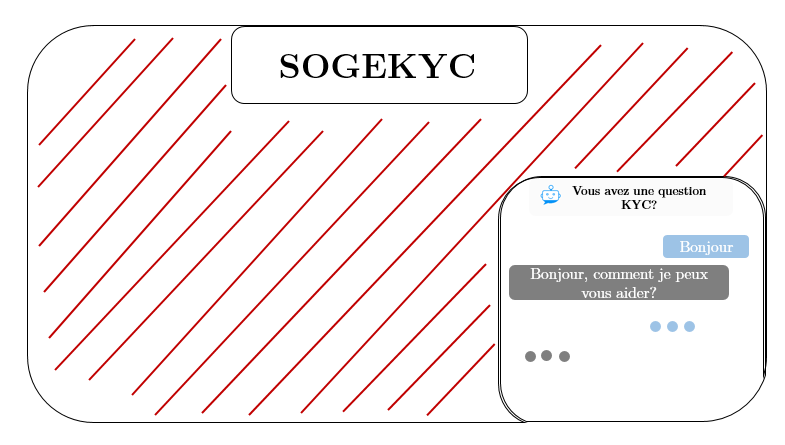 SOGEKYC
Vous avez une question
KYC?
Bonjour
Bonjour, comment je peux
vous aider?